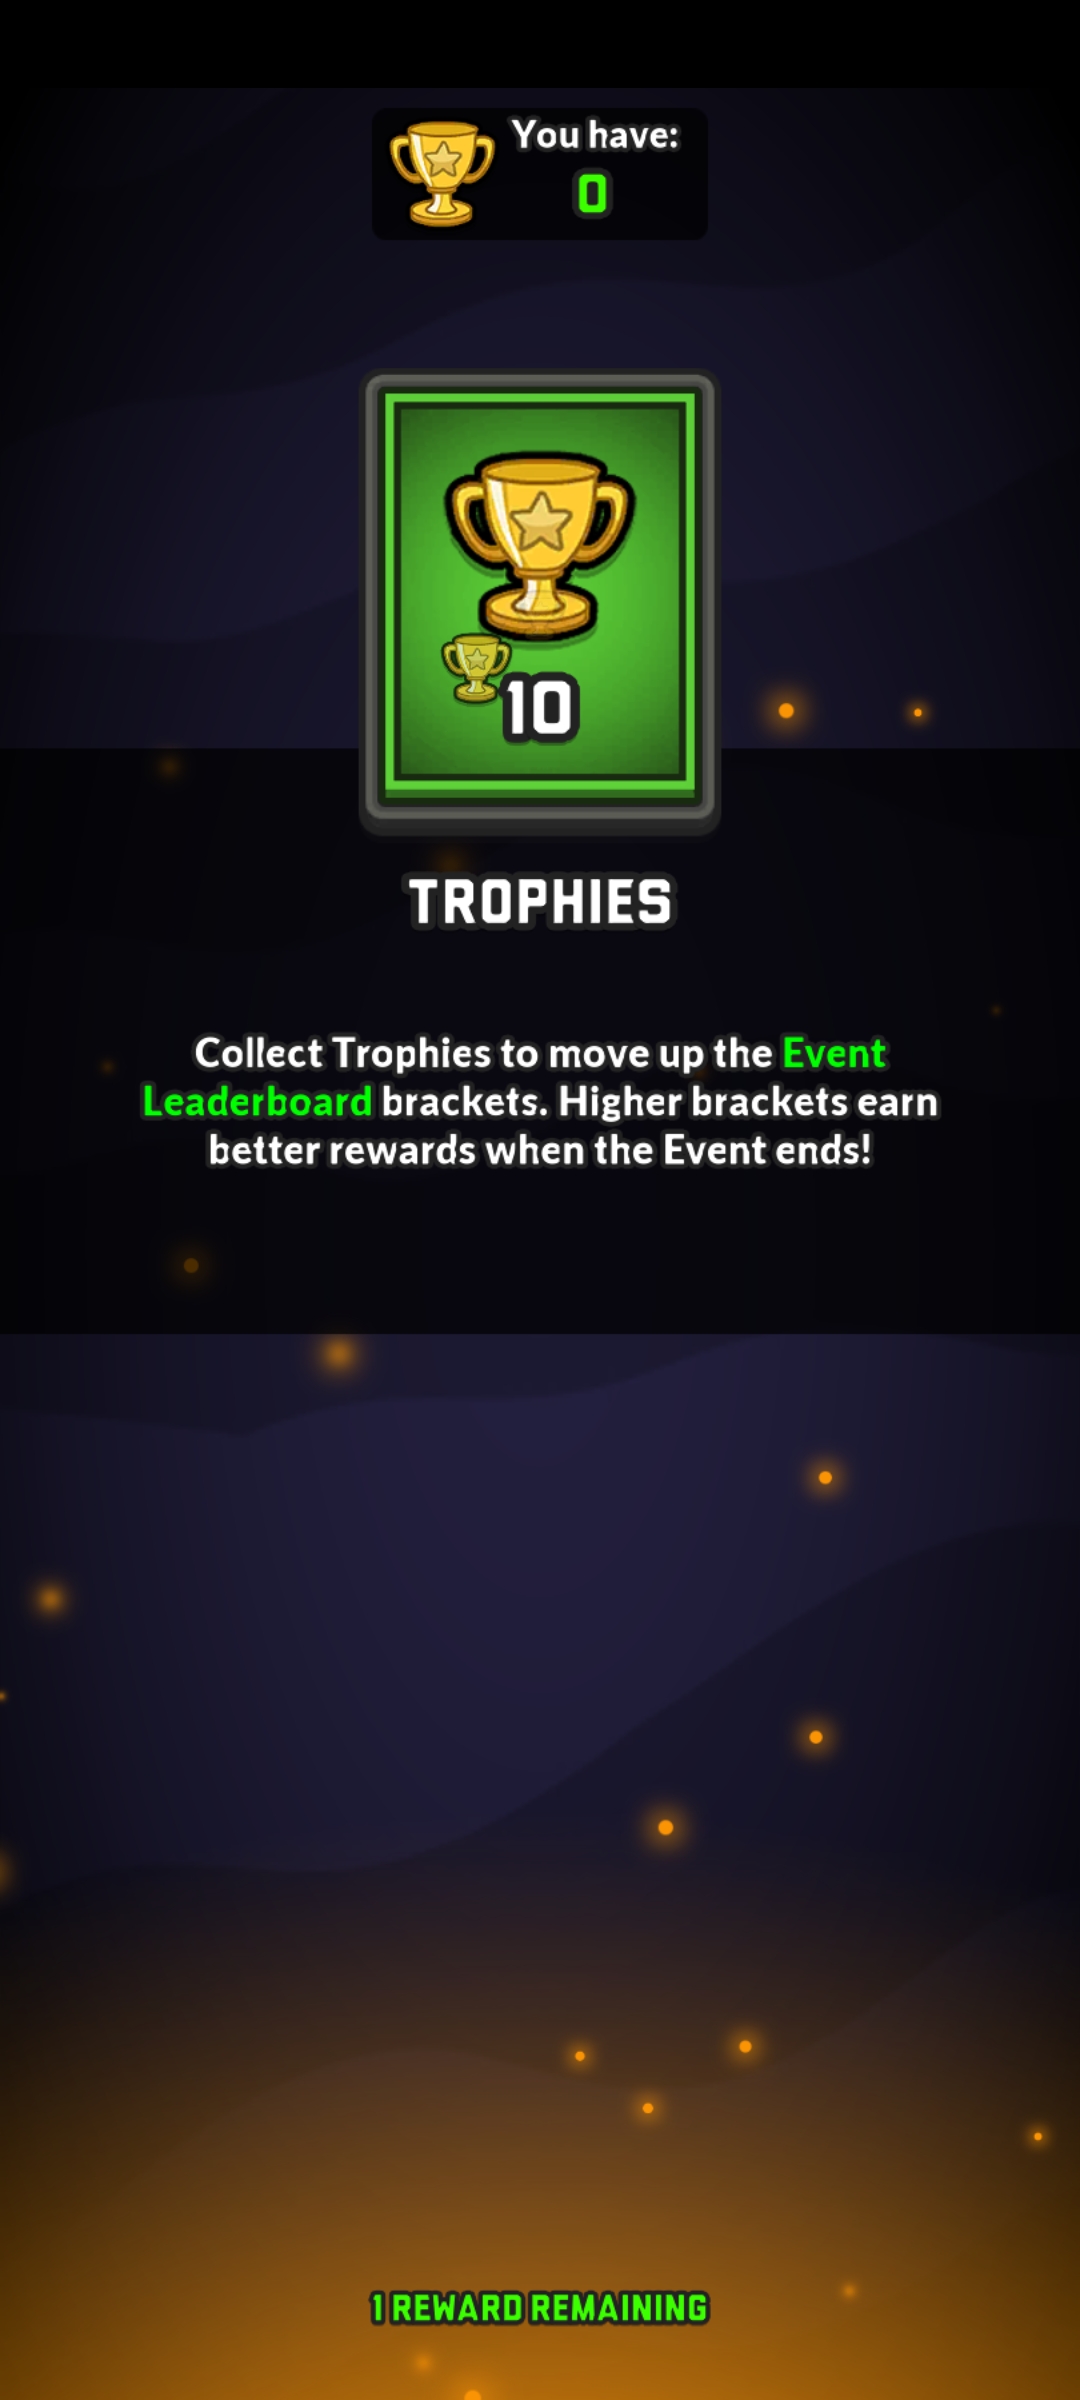 You have:
0
10
TROPHIES
Collect Trophies to move up the Event
Leaderboard brackets. Higher brackets earn
better rewards when the Event ends!
1 REWARD REMAINING